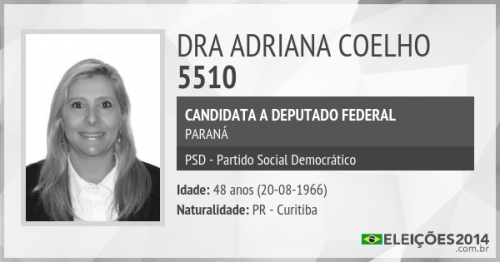 DRA ADRIANA COELHO
5510
CANDIDATA A DEPUTADO FEDERAL
PARANÁ
PSD - Partido Social Democrático
Idade: 48 anos (20-08-1966)
Naturalidade: PR - Curitiba
ELEIÇÕES2014
.com.br